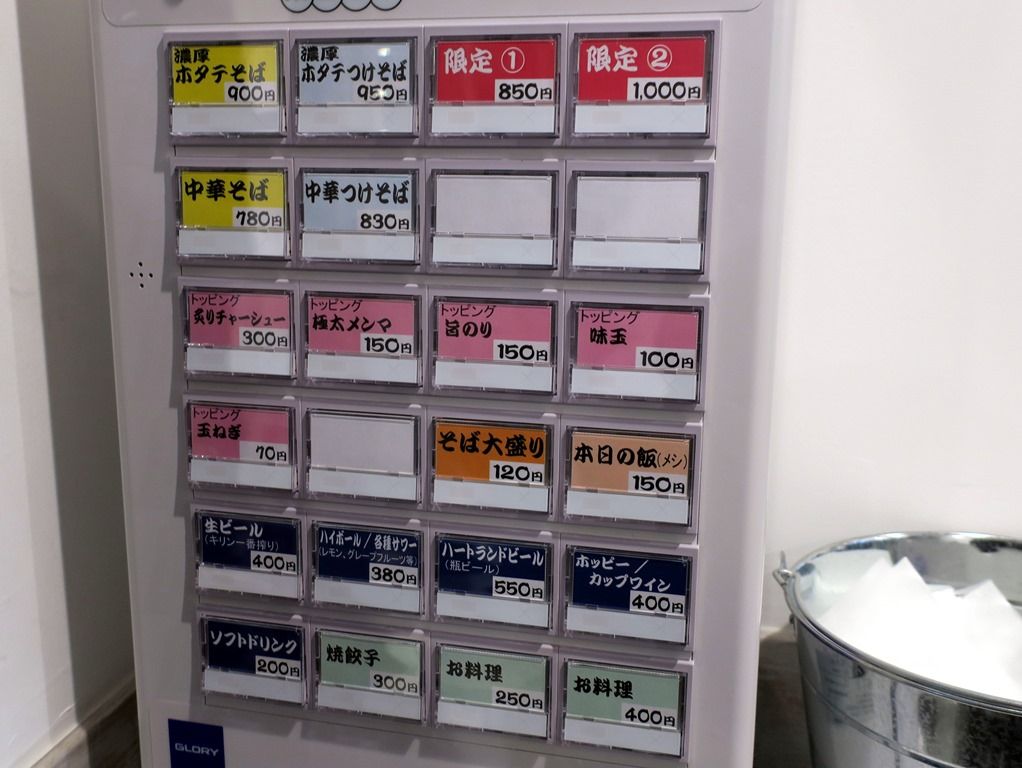 濃厚
ホタテそば
900円
濃厚
ホタテつけそば
950円
限定①
850円
限定②
1,000円
中華そば
780円
中華つけそば
830円
トッピング
炙りチャーシュー
300円
トッピング
極太メンマ
150円
トッピング
旨のり
150円
トッピング
味玉
100円
トッピング
玉ねぎ
70円
そば大盛り
120円
本日の飯(メシ)
150円
生ビール
(キリン一番搾り)
400円
ハイボール/各種サワー
(レモン、グレープフルーツ等)
380円
ハートランドビール
(瓶ビール)
550円
ホッピー/
カップワイン
400円
ソフトドリンク
200円
焼餃子
300円
お料理
250円
お料理
400円
GLORY